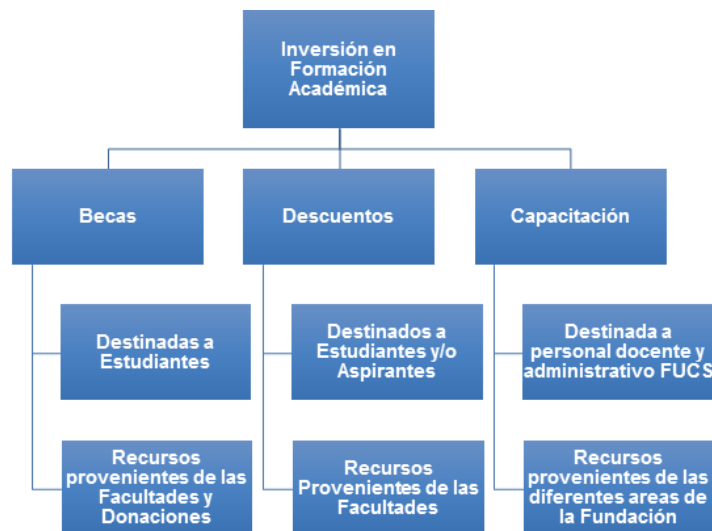 Inversión en
Formación
Académica
Becas
Descuentos
Capacitación
Destinadas a
Estudiantes
Destinados a
Estudiantes y/o
Aspirantes
Destinada a
personal docente y
administrativo FUCS
Recursos
provenientes de las
Facultades y
Donaciones
Recursos
Provenientes de las
Facultades
Recursos
provenientes de las
diferentes areas de
la Fundación